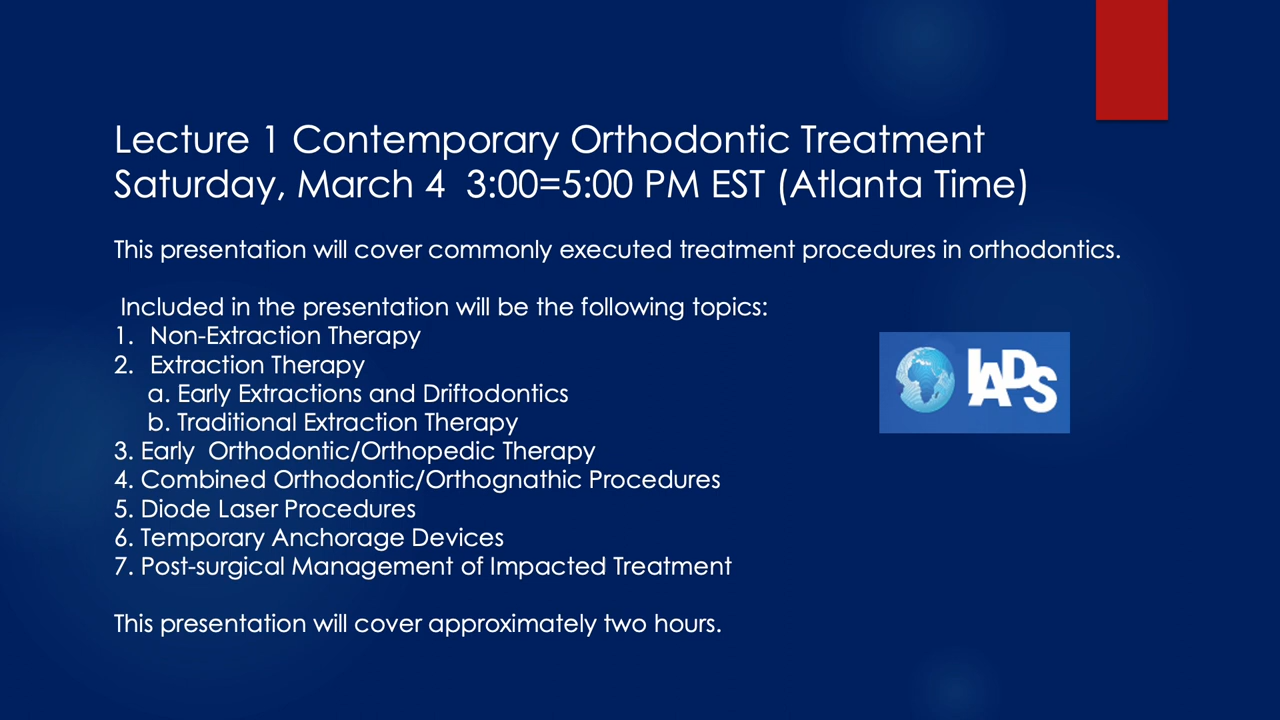 Lecture 1 Contemporary Orthodontic Treatment
Saturday, March 4  3:00=5:00 PM EST (Atlanta Time)
This presentation will cover commonly executed treatment procedures in orthodontics.
Included in the presentation will be the following topics:
1.  Non-Extraction Therapy
2.  Extraction Therapy
a. Early Extractions and Driftodontics
b. Traditional Extraction Therapy
3. Early  Orthodontic/Orthopedic Therapy
4. Combined Orthodontic/Orthognathic Procedures
5. Diode Laser Procedures
6. Temporary Anchorage Devices
7. Post-surgical Management of Impacted Treatment
This presentation will cover approximately two hours.
IADS